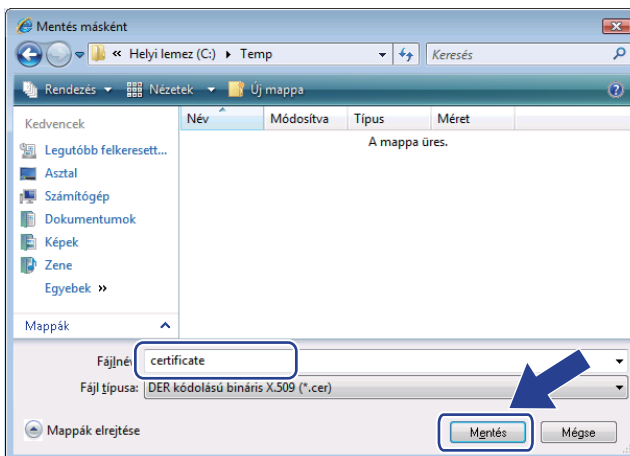 Mentés másként
« Helyi lemez (C:) Temp Keresés
Rendezés Nézetek Új mappa
Kedvencek
Legutóbb felkeresett...
Asztal
Számítógép
Dokumentumok
Képek
Zene
Egyebek »
Mappák
Név Módosítva Típus Méret
A mappa üres.
Fájlnév certificate
Fájl típusa: DER kódolású bináris X.509 (*.cer)
Mappák elrejtése Mentés Mégse